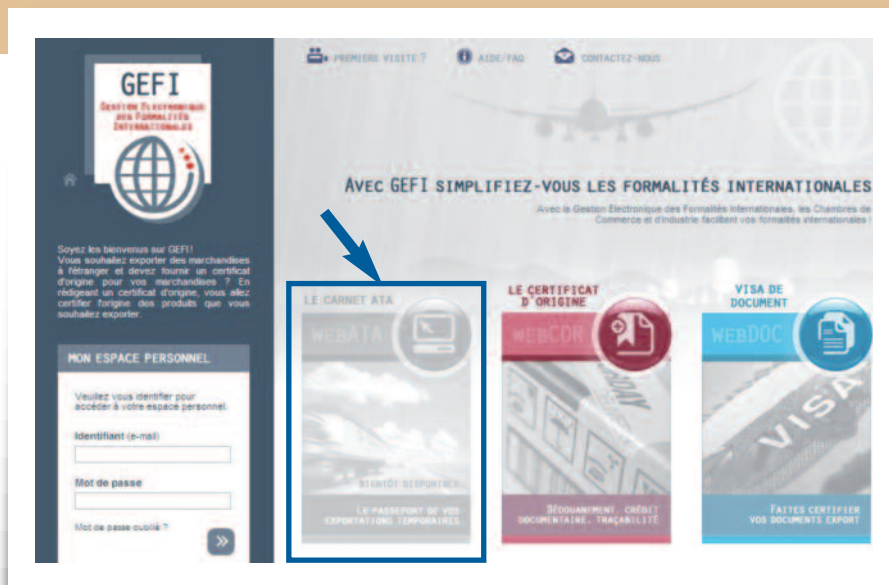 PREMIERE VISITE ?
AIDE/FAQ
CONTACTEZ-NOUS
GEFI
GESTION ELECTRONIQUE
DES FORMALITÉS
INTERNATIONALES
AVEC GEFI SIMPLIFIEZ-VOUS LES FORMALITÉS INTERNATIONALES
Avec la Gestion Electronique des Formalités Internationales, les Chambres de
Commerce et d'Industrie facilitent vos formalités internationales !
Soyez les bienvenus sur GEFI!
Vous souhaitez exporter des marchandises
à l'étranger et devez fournir un certificat
d'origine pour vos marchandises ? En
rédigeant un certificat d'origine, vous allez
certifier l'origine des produits que vous
souhaitez exporter.
MON ESPACE PERSONNEL
Veuillez vous identifier pour
accéder à votre espace personnel.
Identifiant (e-mail)
Mot de passe
Mot de passe oublié ?
LE CARNET ATA
WEBATA
BIENTÔT DISPONIBLE
LE PASSEPORT DE VOS
EXPORTATIONS TEMPORAIRES
LE CERTIFICAT
D'ORIGINE
WEBCOR
DÉDOUANEMENT, CRÉDIT
DOCUMENTAIRE, TRAÇABILITÉ
VISA DE
DOCUMENT
WEBDOC
VISA
FAITES CERTIFIER
VOS DOCUMENTS EXPORT